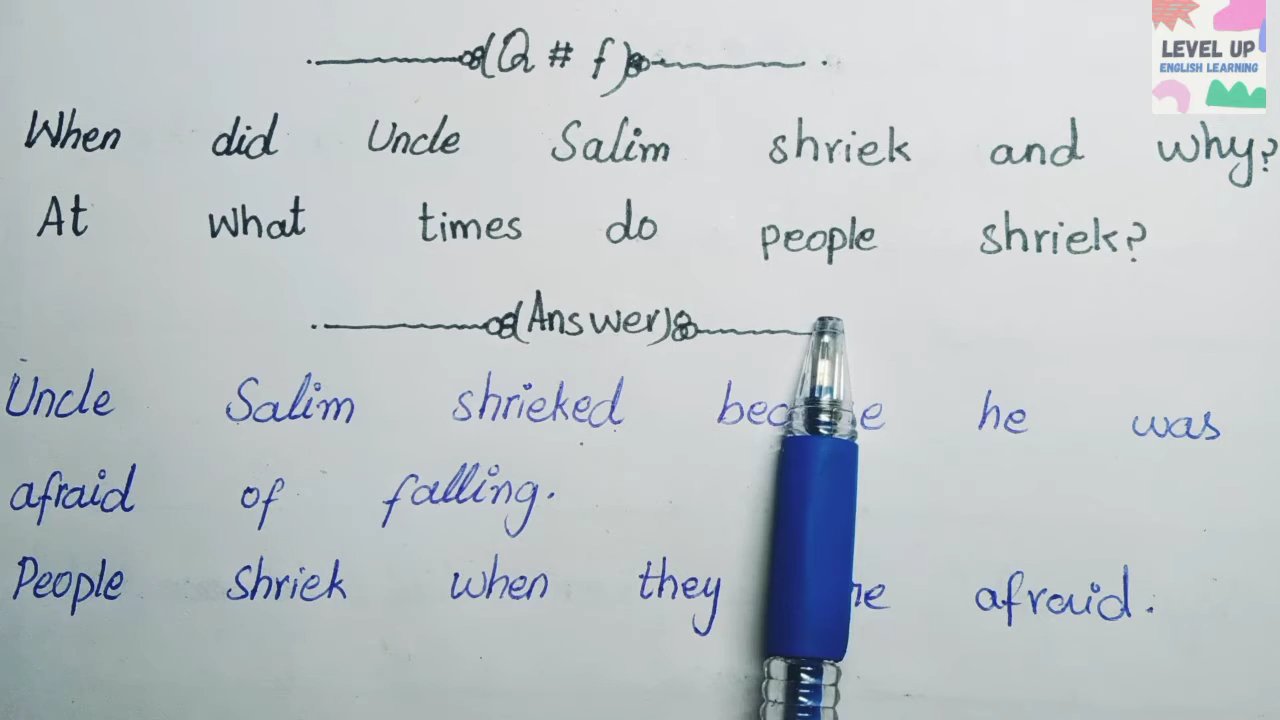 LEVEL UP
ENGLISH LEARNING
(Q # f)
When did Uncle Salim shriek and why?
At what times do people shriek?
(Answer)
Uncle Salim shrieked he was
afraid of falling.
People shriek when they afraid.